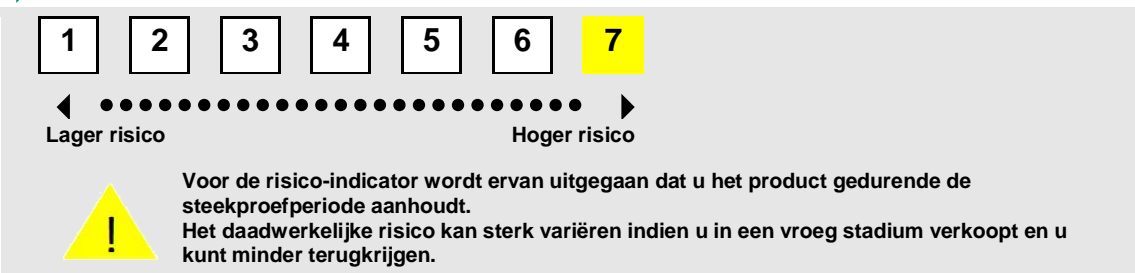 1 2 3 4 5 6 7
Lager risico Hoger risico
Voor de risico-indicator wordt ervan uitgegaan dat u het product gedurende de
steekproefperiode aanhoudt.
! Het daadwerkelijke risico kan sterk variëren indien u in een vroeg stadium verkoopt en u
kunt minder terugkrijgen.